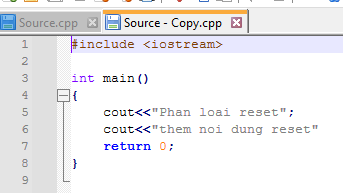 Source.cpp Source - Copy.cpp
1 #include <iostream>
2
3 int main()
4 {
5 cout<<"Phan loai reset";
6 cout<<"them noi dung reset"
7 return 0;
8 }
9